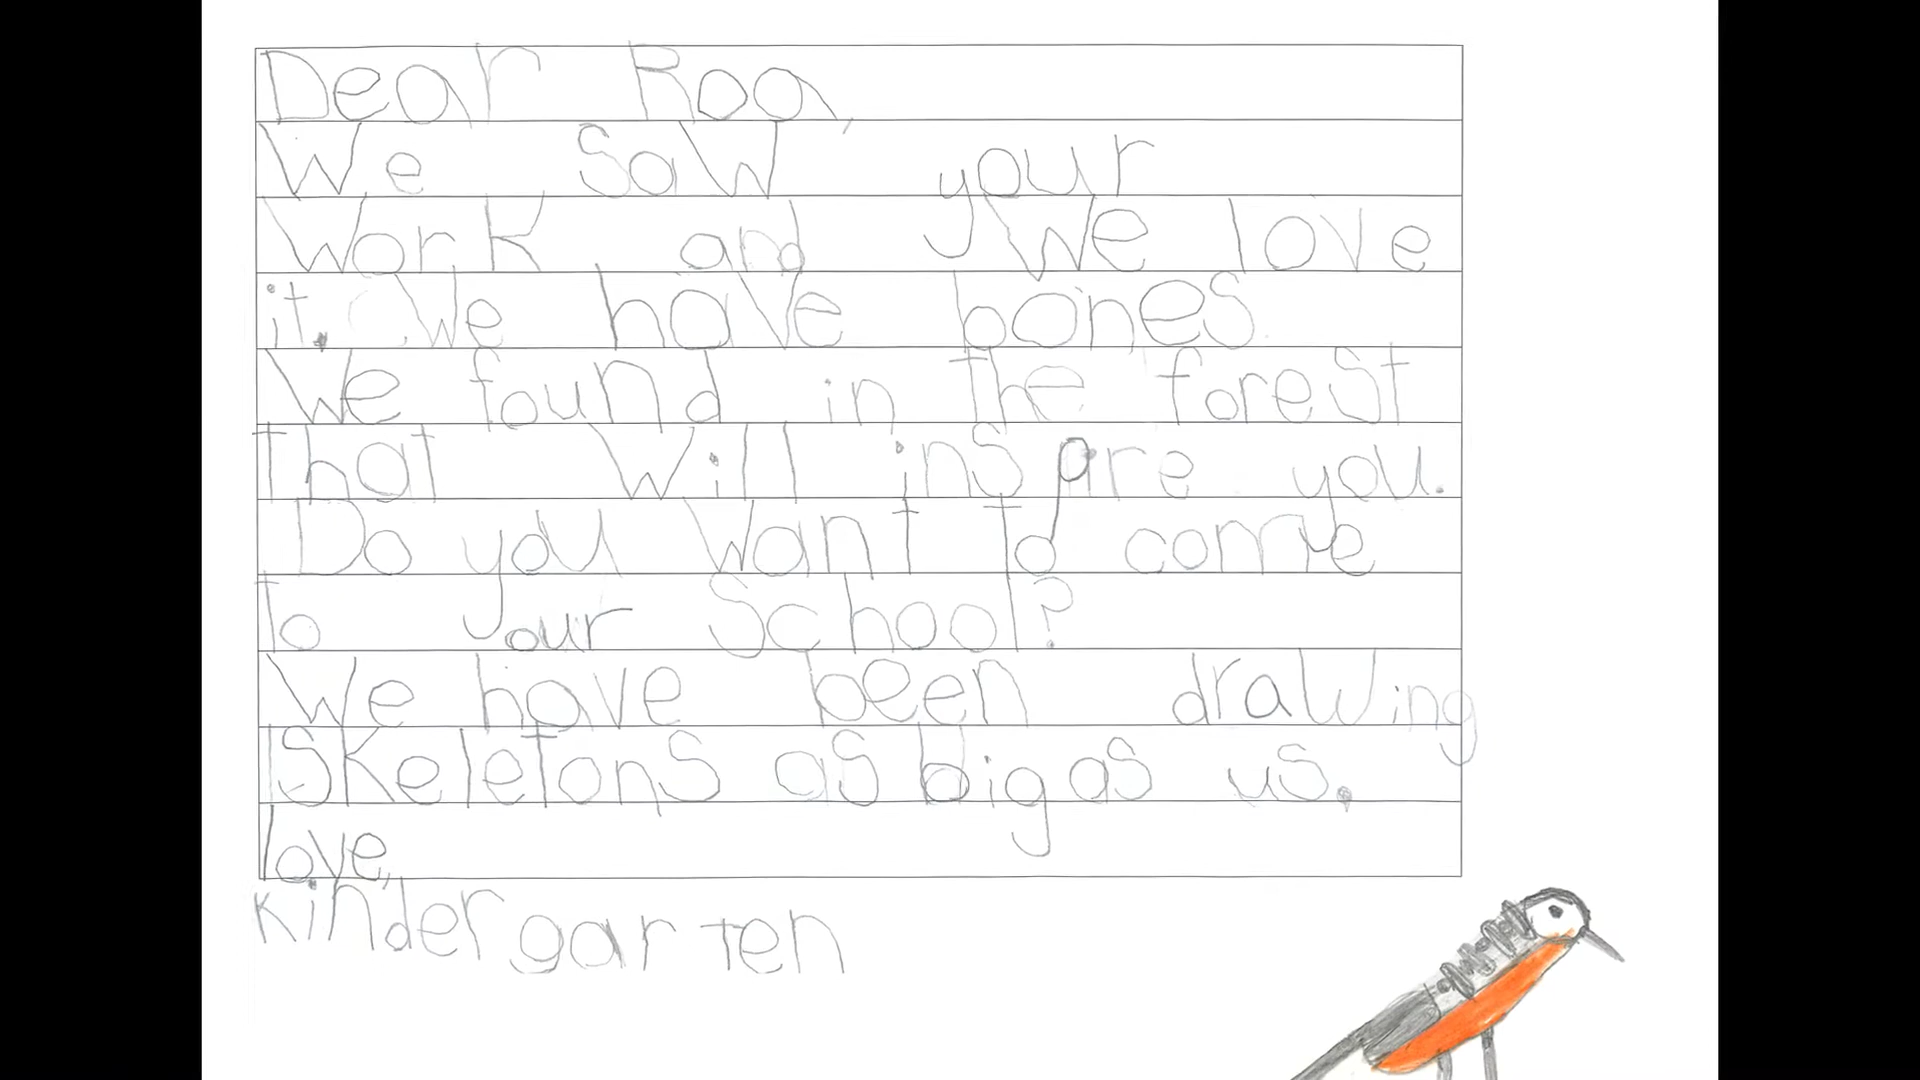 Dear Roa,
We saw your
work and we love
it. We have bones
We found in the forest
that will inspire you.
Do you want to come
to our school?
We have been drawing
skeletons as big as us.
love,
kindergarten